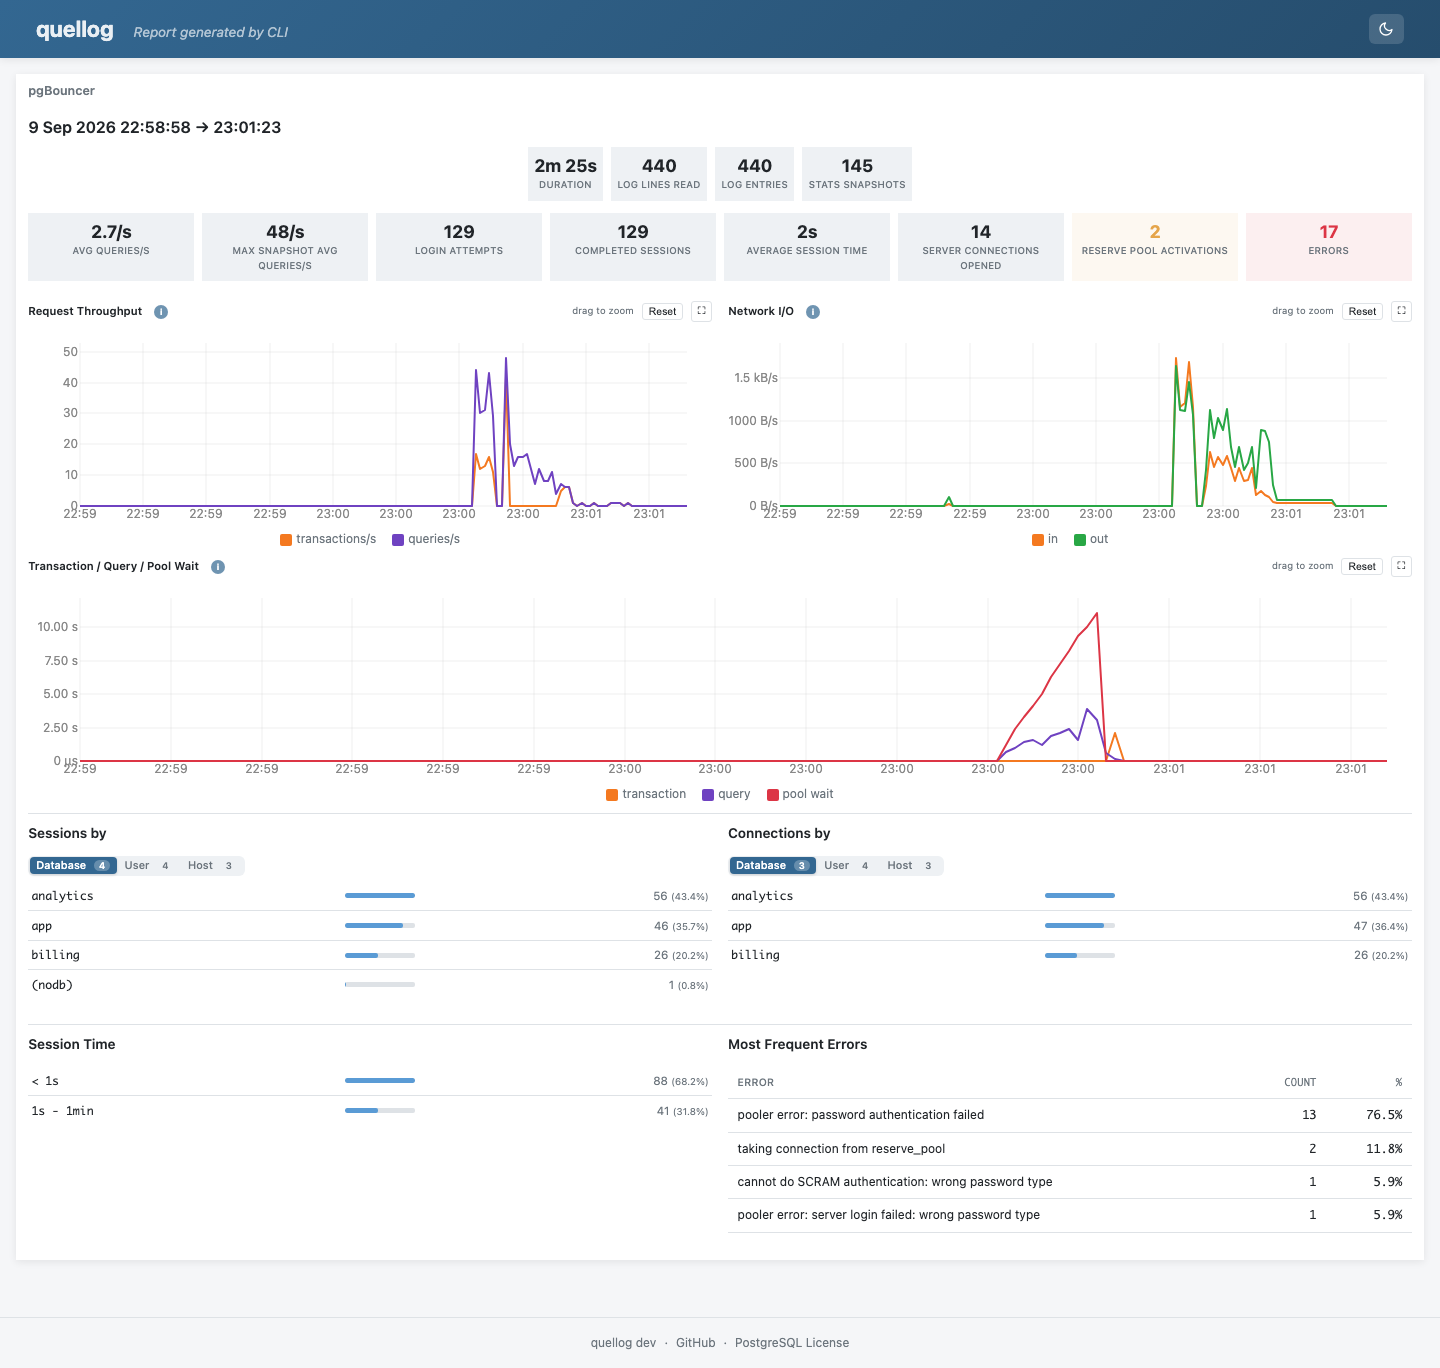 quellog Report generated by CLI
pgBouncer
9 Sep 2026 22:58:58 → 23:01:23
2m 25s 440 440 145
DURATION LOG LINES READ LOG ENTRIES STATS SNAPSHOTS
2.7/s 48/s 129 129 2s 14 2 17
AVG QUERIES/S MAX SNAPSHOT AVG LOGIN ATTEMPTS COMPLETED SESSIONS AVERAGE SESSION TIME SERVER CONNECTIONS RESERVE POOL ACTIVATIONS ERRORS
QUERIES/S OPENED
Request Throughput i drag to zoom Reset
50
40
30
20
10
0
22:59 22:59 22:59 22:59 23:00 23:00 23:00 23:00 23:01 23:01
transactions/s queries/s
Network I/O i drag to zoom Reset
1.5 kB/s
1000 B/s
500 B/s
0 B/s
22:59 22:59 22:59 22:59 23:00 23:00 23:00 23:00 23:01 23:01
in out
Transaction / Query / Pool Wait i drag to zoom Reset
10.00 s
7.50 s
5.00 s
2.50 s
0 µs
22:59 22:59 22:59 22:59 22:59 22:59 23:00 23:00 23:00 23:00 23:00 23:00 23:01 23:01 23:01
transaction query pool wait
Sessions by
Database 4 User 4 Host 3
analytics 56 (43.4%)
app 46 (35.7%)
billing 26 (20.2%)
(nodb) 1 (0.8%)
Connections by
Database 3 User 4 Host 3
analytics 56 (43.4%)
app 47 (36.4%)
billing 26 (20.2%)
Session Time
< 1s 88 (68.2%)
1s - 1min 41 (31.8%)
Most Frequent Errors
ERROR COUNT %
pooler error: password authentication failed 13 76.5%
taking connection from reserve_pool 2 11.8%
cannot do SCRAM authentication: wrong password type 1 5.9%
pooler error: server login failed: wrong password type 1 5.9%
quellog dev · GitHub · PostgreSQL License